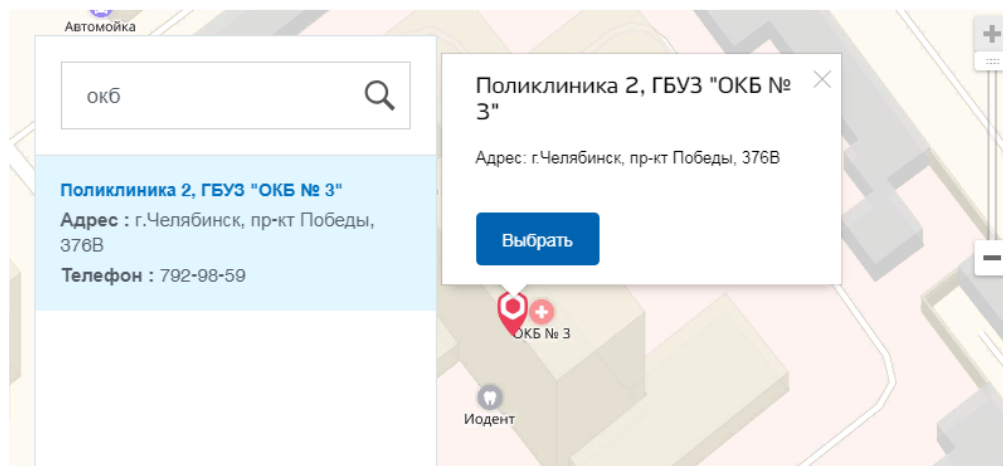 Автомойка
окб
Поликлиника 2, ГБУЗ "ОКБ № 3"
Адрес : г.Челябинск, пр-кт Победы,
376В
Телефон : 792-98-59
Поликлиника 2, ГБУЗ "ОКБ №
3"
Адрес: г.Челябинск, пр-кт Победы, 376В
Выбрать
ОКБ № 3
Иодент